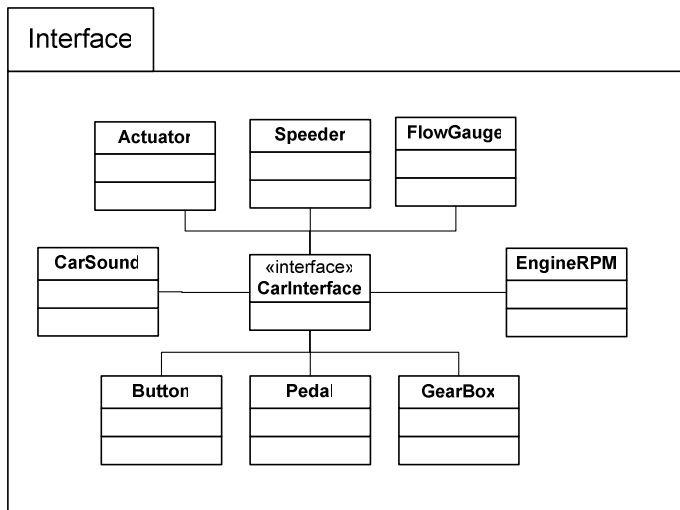 Interface
Actuator
Speeder
FlowGauge
CarSound
«interface»
CarInterface
EngineRPM
Button
Pedal
GearBox